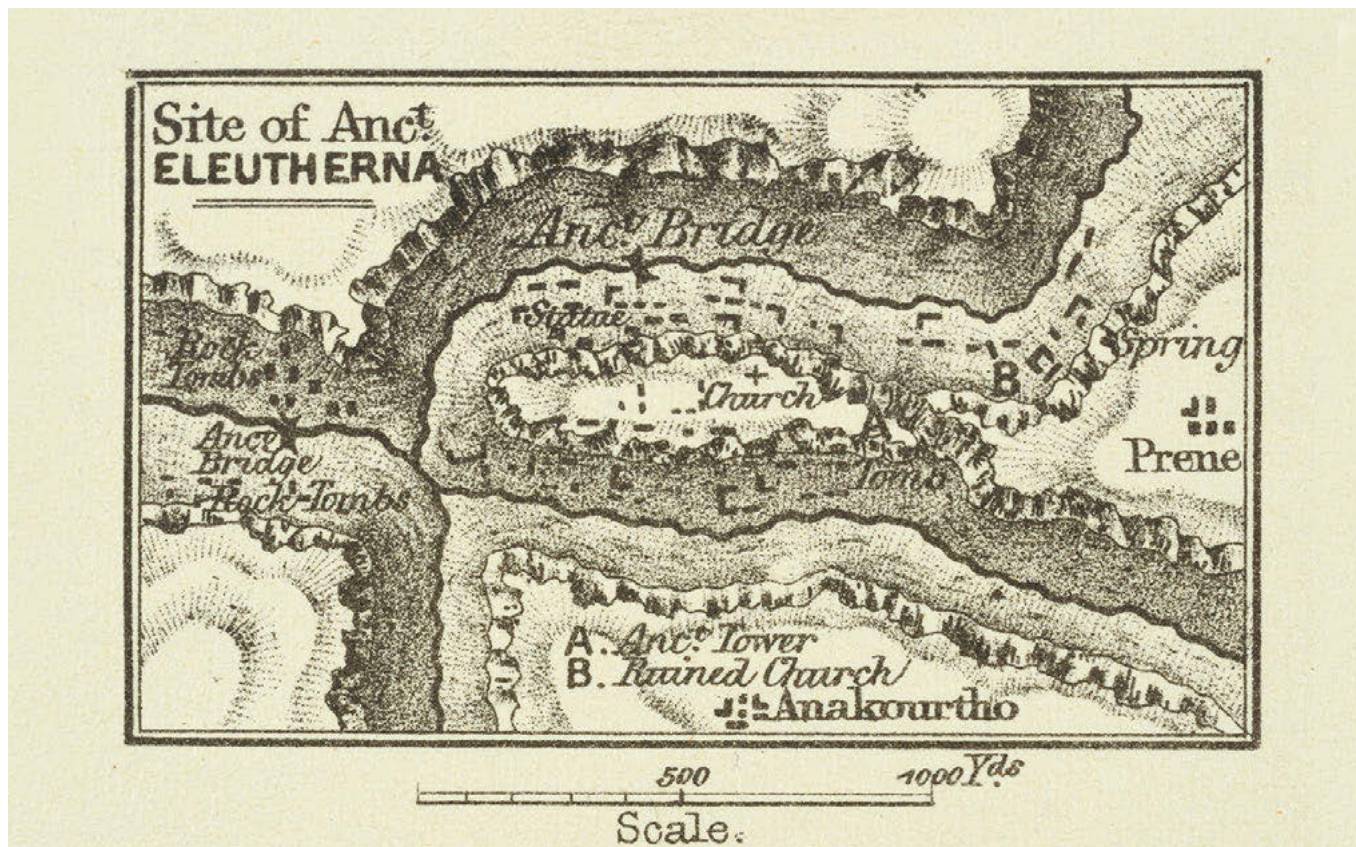 Site of Anct.
ELEUTHERNA
Anct. Bridge
Statue
Rock
Tombs
Church
Spring
B
A
Prene
Anct.
Bridge
Tomb
Rock-Tombs
A. Anct. Tower
B. Ruined Church
Anakourtho
500 1000 Yds.
Scale.